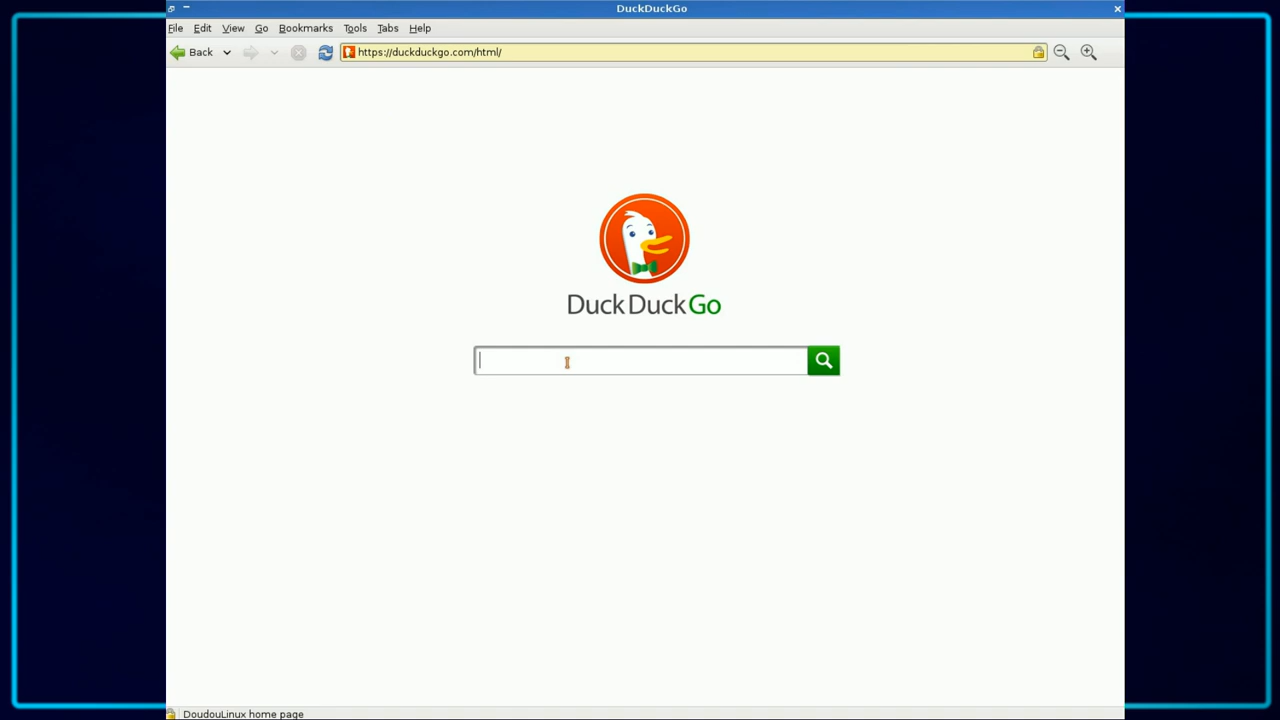 DuckDuckGo
File Edit View Go Bookmarks Tools Tabs Help
Back https://duckduckgo.com/html/
DuckDuckGo
DoudouLinux home page